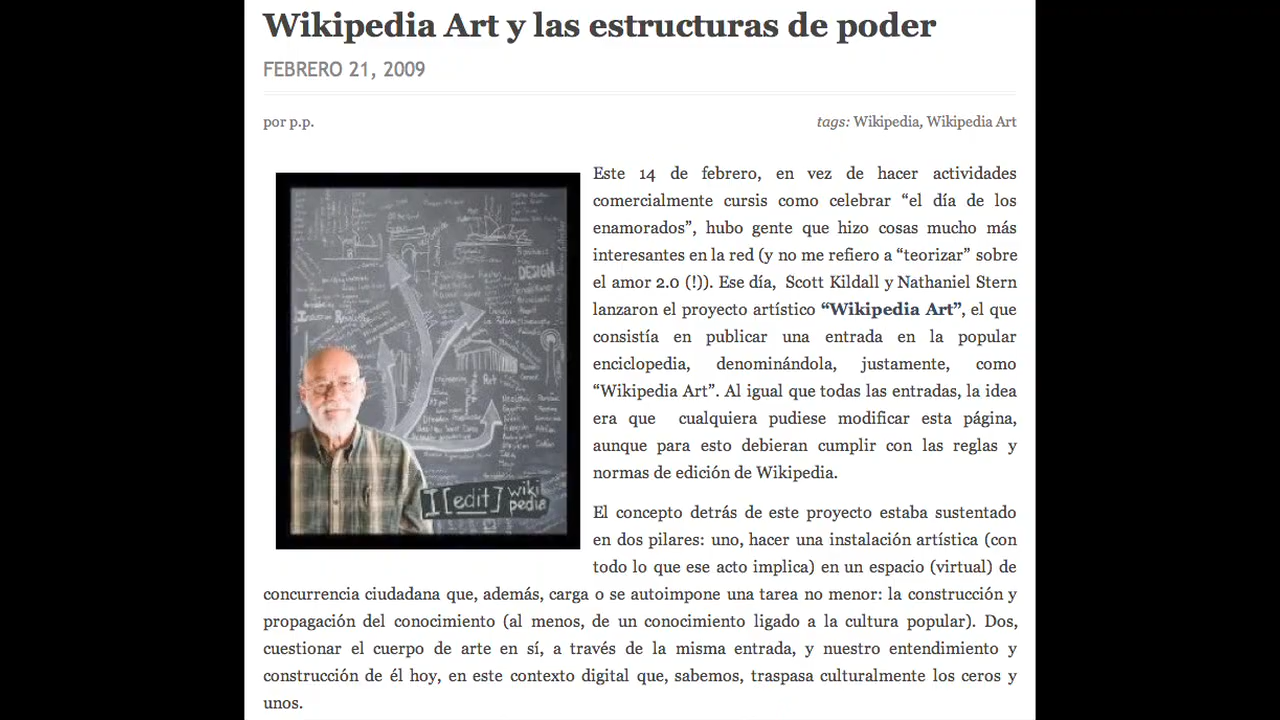 Wikipedia Art y las estructuras de poder
FEBRERO 21, 2009
por p.p.
tags: Wikipedia, Wikipedia Art
Este 14 de febrero, en vez de hacer actividades
comercialmente cursis como celebrar “el día de los
enamorados”, hubo gente que hizo cosas mucho más
interesantes en la red (y no me refiero a “teorizar” sobre
el amor 2.0 (!)). Ese día, Scott Kildall y Nathaniel Stern
lanzaron el proyecto artístico “Wikipedia Art”, el que
consistía en publicar una entrada en la popular
enciclopedia, denominándola, justamente, como
“Wikipedia Art”. Al igual que todas las entradas, la idea
era que cualquiera pudiese modificar esta página,
aunque para esto debieran cumplir con las reglas y
normas de edición de Wikipedia.
El concepto detrás de este proyecto estaba sustentado
en dos pilares: uno, hacer una instalación artística (con
todo lo que ese acto implica) en un espacio (virtual) de
concurrencia ciudadana que, además, carga o se autoimpone una tarea no menor: la construcción y
propagación del conocimiento (al menos, de un conocimiento ligado a la cultura popular). Dos,
cuestionar el cuerpo de arte en sí, a través de la misma entrada, y nuestro entendimiento y
construcción de él hoy, en este contexto digital que, sabemos, traspasa culturalmente los ceros y
unos.
DESIGN
Art
I [edit] wiki
pedia